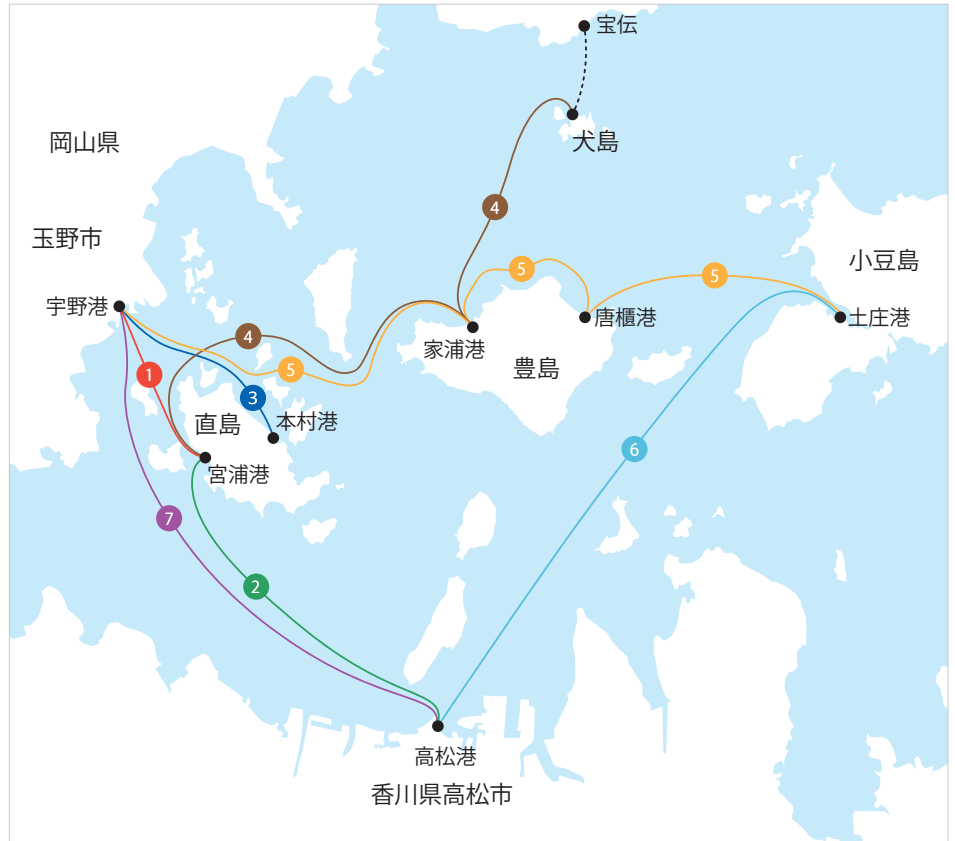 宝伝
岡山県
犬島
4
玉野市
小豆島
5
5
宇野港
唐櫃港
土庄港
4
家浦港
豊島
5
1
3
直島
本村港
6
宮浦港
7
2
高松港
香川県高松市